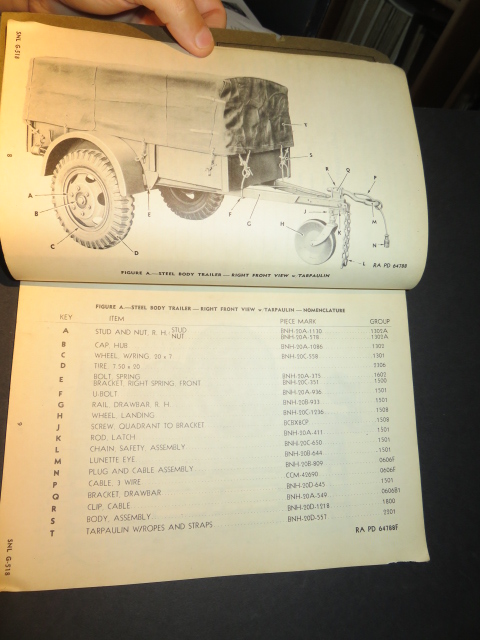 SNL G-518
8
T
S
R
Q
P
A
B
C
D
E
F
G
H
J
K
L
M
N
RA PD 64788
FIGURE A—STEEL BODY TRAILER—RIGHT FRONT VIEW w TARPAULIN
FIGURE A—STEEL BODY TRAILER—RIGHT FRONT VIEW w TARPAULIN—NOMENCLATURE
KEY ITEM PIECE MARK GROUP
A STUD AND NUT, R. H. STUD BNH-20A-1130 1302A
NUT BNH-20A-578 1302A
B CAP, HUB BNH-20A-1086 1302
C WHEEL, W/RING, 20 x 7 BNH-20C-558 1301
D TIRE, 7.50 x 20 2306
E BOLT, SPRING BNH-20A-375 1602
BRACKET, RIGHT SPRING, FRONT BNH-20C-351 1500
F U-BOLT BNH-20A-936 1501
G RAIL, DRAWBAR, R. H. BNH-20B-933 1501
H WHEEL, LANDING BNH-20C-1236 1508
J SCREW, QUADRANT TO BRACKET BCBX8CF 1508
K ROD, LATCH BNH-20A-411 1501
L CHAIN, SAFETY, ASSEMBLY BNH-20C-650 1501
M LUNETTE EYE BNH-20B-644 1501
N PLUG AND CABLE ASSEMBLY BNH-20B-809 0606F
P CABLE, 3 WIRE CCM-42690 0606F
Q BRACKET, DRAWBAR BNH-20D-645 1501
R CLIP, CABLE BNH-20A-549 0606B1
S BODY, ASSEMBLY BNH-20D-1218 1800
T TARPAULIN W/ROPES AND STRAPS BNH-20D-557 2201
RA PD 64788F
9
SNL G-518